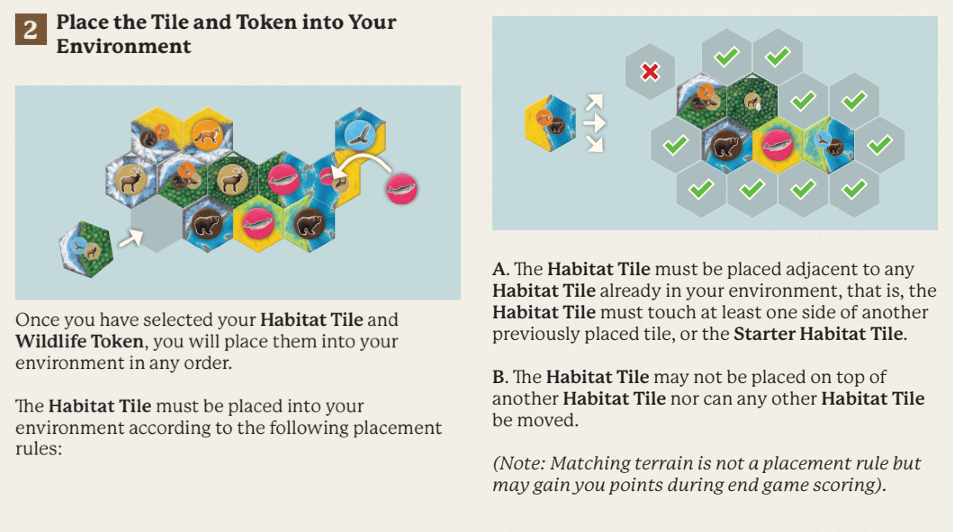 2
Place the Tile and Token into Your
Environment
Once you have selected your Habitat Tile and
Wildlife Token, you will place them into your
environment in any order.
The Habitat Tile must be placed into your
environment according to the following placement
rules:
A. The Habitat Tile must be placed adjacent to any
Habitat Tile already in your environment, that is, the
Habitat Tile must touch at least one side of another
previously placed tile, or the Starter Habitat Tile.
B. The Habitat Tile may not be placed on top of
another Habitat Tile nor can any other Habitat Tile
be moved.
(Note: Matching terrain is not a placement rule but
may gain you points during end game scoring).